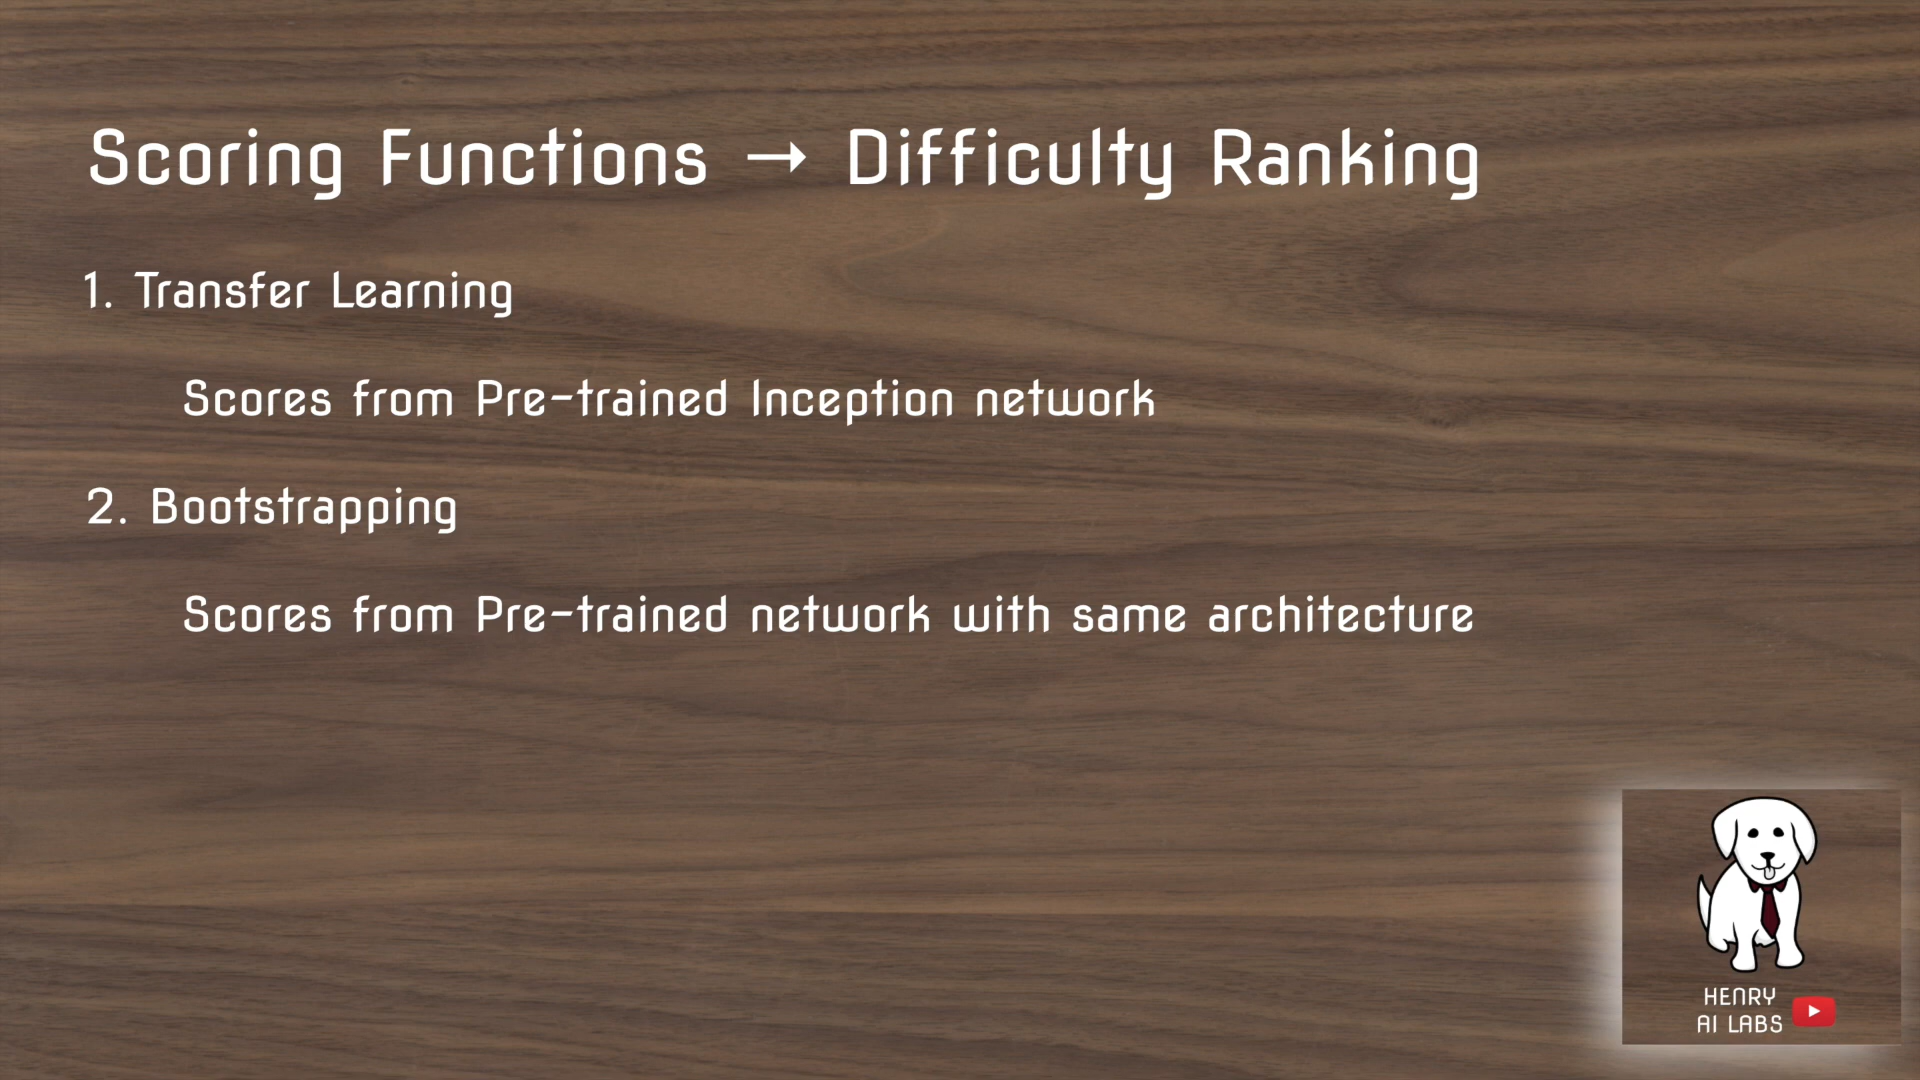 Scoring Functions → Difficulty Ranking
1. Transfer Learning
Scores from Pre-trained Inception network
2. Bootstrapping
Scores from Pre-trained network with same architecture
HENRY
AI LABS